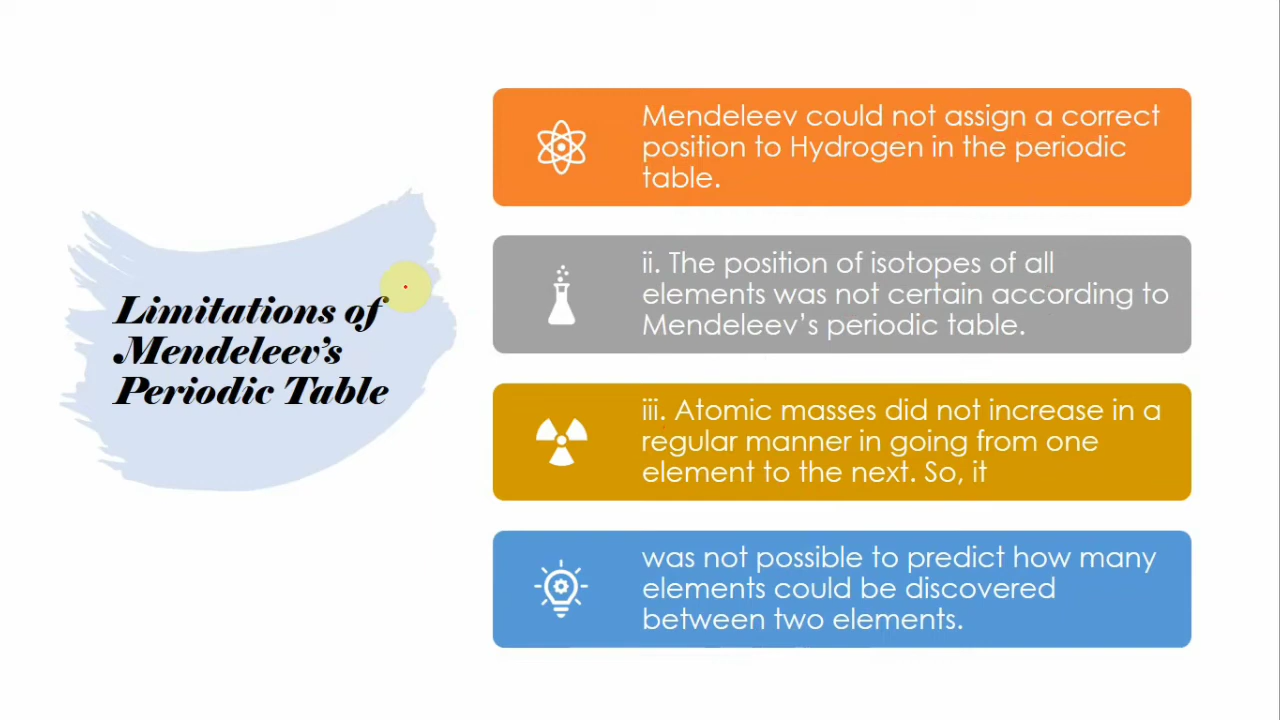 Limitations of
Mendeleev’s
Periodic Table
Mendeleev could not assign a correct
position to Hydrogen in the periodic
table.
ii. The position of isotopes of all
elements was not certain according to
Mendeleev’s periodic table.
iii. Atomic masses did not increase in a
regular manner in going from one
element to the next. So, it
was not possible to predict how many
elements could be discovered
between two elements.